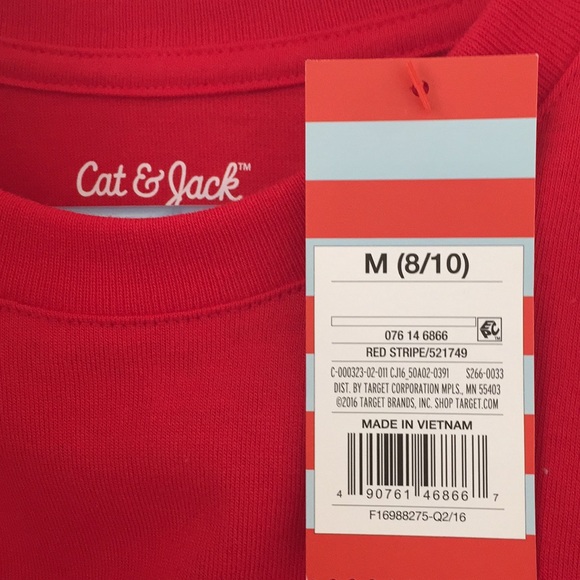 Cat & Jack™
M (8/10)
076 14 6866
RED STRIPE/521749
C-000323-02-011 CJ16_50A02-0391 S266-0033
DIST. BY TARGET CORPORATION MPLS., MN 55403
©2016 TARGET BRANDS, INC. SHOP TARGET.COM
MADE IN VIETNAM
4 90761 46866 7
F16988275-Q2/16